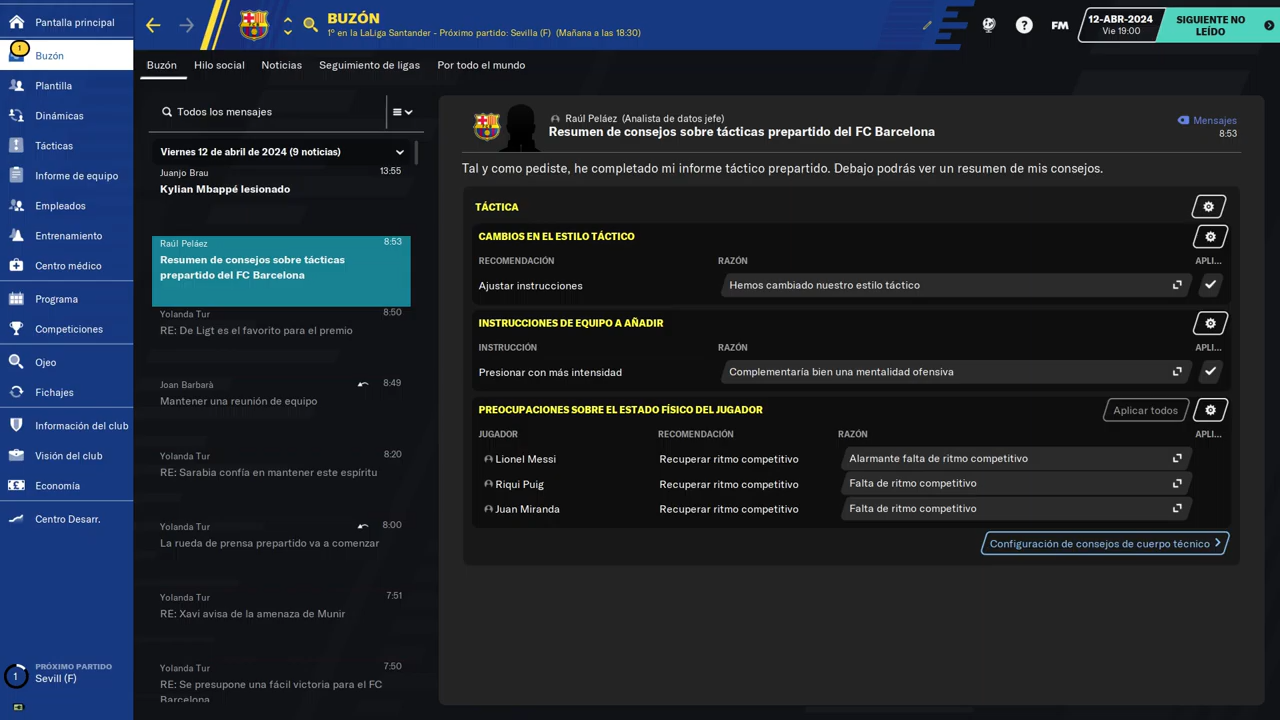 Pantalla principal
1
Buzón
Plantilla
Dinámicas
Tácticas
Informe de equipo
Empleados
Entrenamiento
Centro médico
Programa
Competiciones
Ojeo
Fichajes
Información del club
Visión del club
Economía
Centro Desarr.
1
PRÓXIMO PARTIDO
Sevill (F)
BUZÓN
1º en la LaLiga Santander - Próximo partido: Sevilla (F) (Mañana a las 18:30)
?
FM
12-ABR-2024
Vie 19:00
SIGUIENTE NO LEÍDO
Buzón
Hilo social
Noticias
Seguimiento de ligas
Por todo el mundo
Todos los mensajes
Viernes 12 de abril de 2024 (9 noticias)
Juanjo Brau 13:55
Kylian Mbappé lesionado
Raúl Peláez 8:53
Resumen de consejos sobre tácticas
prepartido del FC Barcelona
Yolanda Tur 8:50
RE: De Ligt es el favorito para el premio
Joan Barbarà 8:49
Mantener una reunión de equipo
Yolanda Tur 8:20
RE: Sarabia confía en mantener este espíritu
Yolanda Tur 8:00
La rueda de prensa prepartido va a comenzar
Yolanda Tur 7:51
RE: Xavi avisa de la amenaza de Munir
Yolanda Tur 7:50
RE: Se presupone una fácil victoria para el FC
Barcelona
Raúl Peláez (Analista de datos jefe)
Resumen de consejos sobre tácticas prepartido del FC Barcelona
Mensajes
8:53
Tal y como pediste, he completado mi informe táctico prepartido. Debajo podrás ver un resumen de mis consejos.
TÁCTICA
CAMBIOS EN EL ESTILO TÁCTICO
RECOMENDACIÓN RAZÓN APLI...
Ajustar instrucciones Hemos cambiado nuestro estilo táctico
INSTRUCCIONES DE EQUIPO A AÑADIR
INSTRUCCIÓN RAZÓN APLI...
Presionar con más intensidad Complementaría bien una mentalidad ofensiva
PREOCUPACIONES SOBRE EL ESTADO FÍSICO DEL JUGADOR Aplicar todos
JUGADOR RECOMENDACIÓN RAZÓN APLI...
Lionel Messi Recuperar ritmo competitivo Alarmante falta de ritmo competitivo
Riqui Puig Recuperar ritmo competitivo Falta de ritmo competitivo
Juan Miranda Recuperar ritmo competitivo Falta de ritmo competitivo
Configuración de consejos de cuerpo técnico